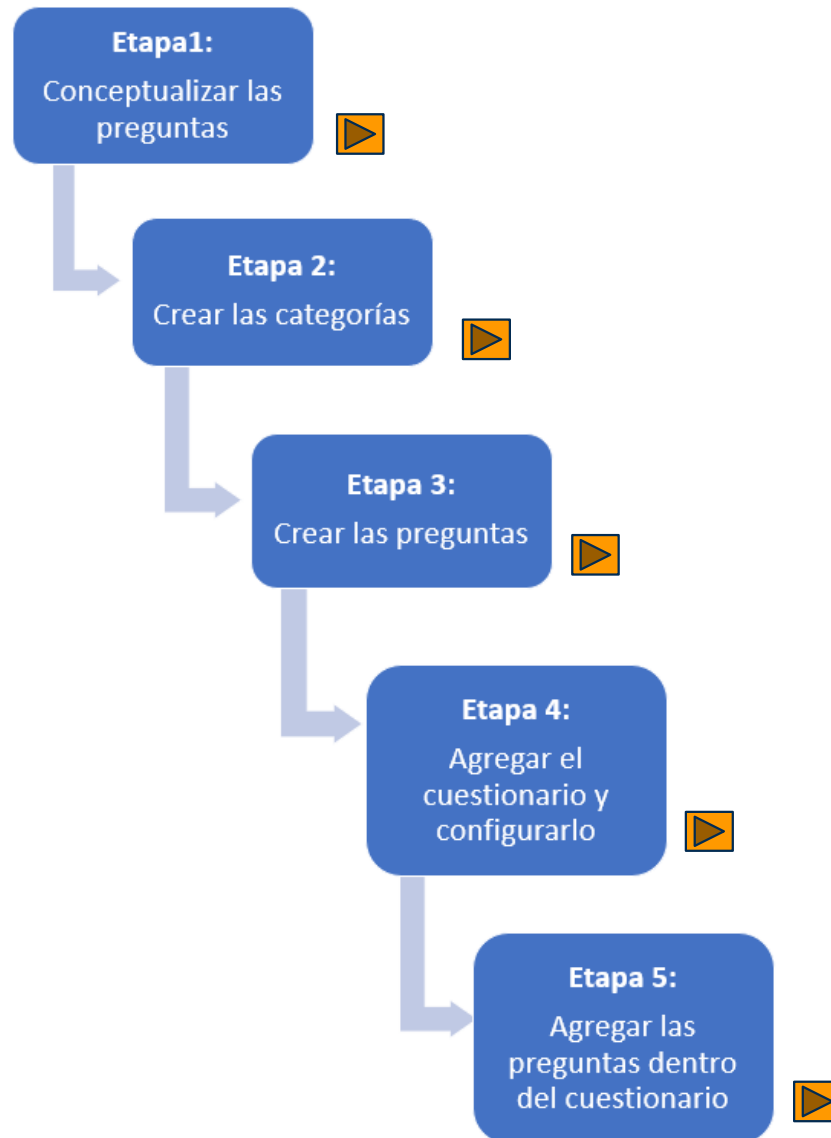 Etapa1:
Conceptualizar las
preguntas
Etapa 2:
Crear las categorías
Etapa 3:
Crear las preguntas
Etapa 4:
Agregar el
cuestionario y
configurarlo
Etapa 5:
Agregar las
preguntas dentro
del cuestionario